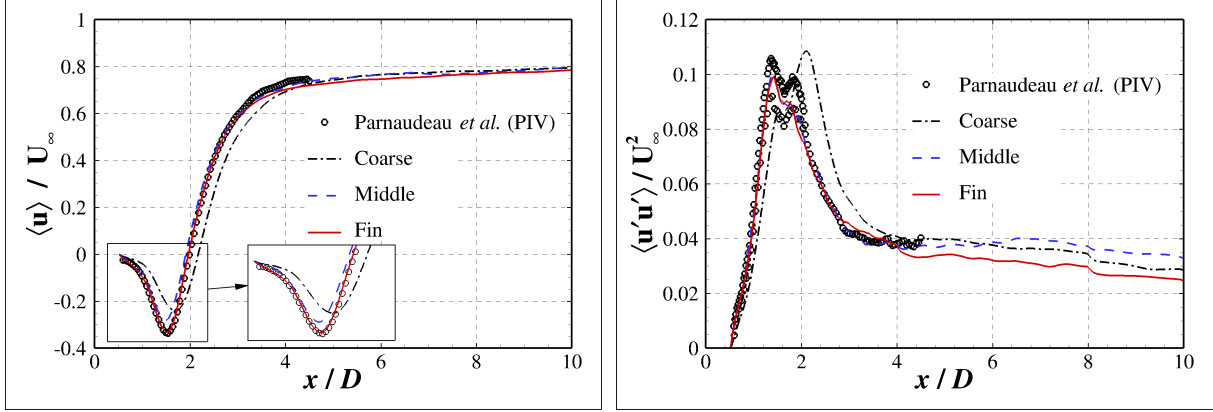 1
0.8
0.6
0.4
0.2
0
-0.2
-0.4
⟨u⟩ / U∞
Parnaudeau et al. (PIV)
Coarse
Middle
Fin
0 2 4 6 8 10
x / D
0.12
0.1
0.08
0.06
0.04
0.02
0
⟨u′u′⟩ / U²∞
Parnaudeau et al. (PIV)
Coarse
Middle
Fin
0 2 4 6 8 10
x / D